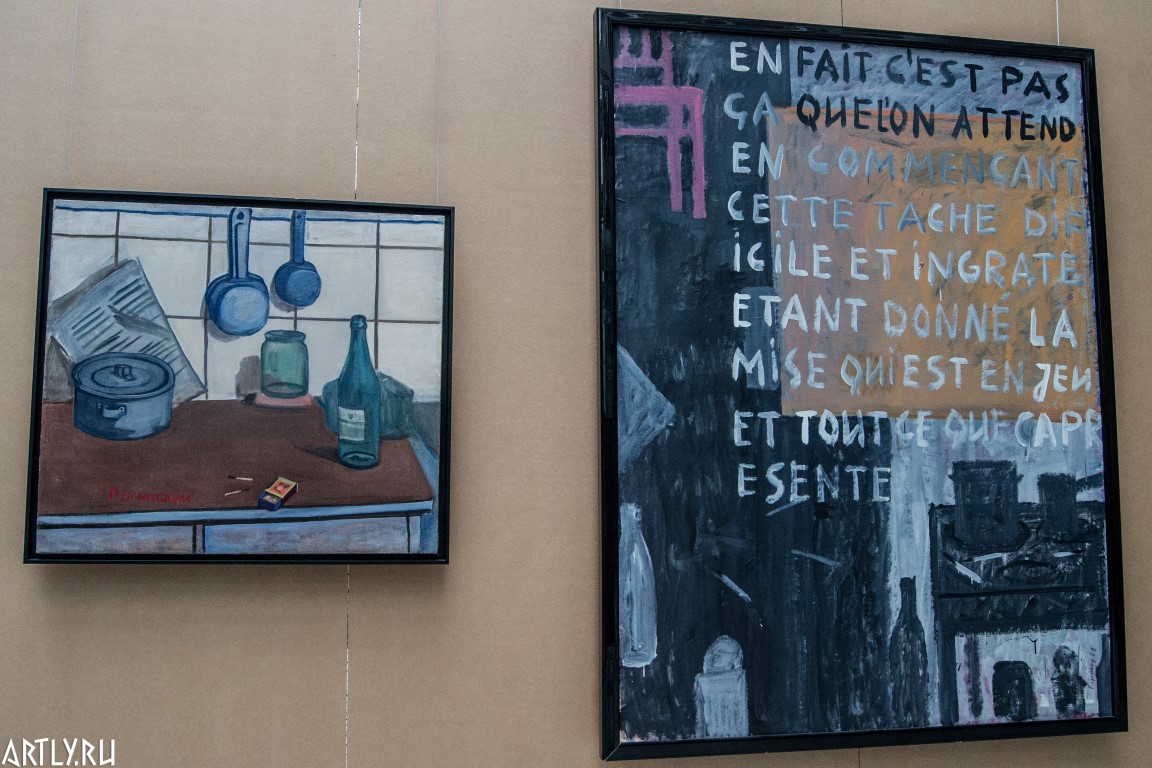 EN FAIT C'EST PAS
ÇA QUE L'ON ATTEND
EN COMMENÇANT
CETTE TACHE DIF
ICILE ET INGRATE
ETANT DONNÉ LA
MISE QUI EST EN JEU
ET TOUT CE QUE ÇA PR
ESENTE
ARTLY.RU